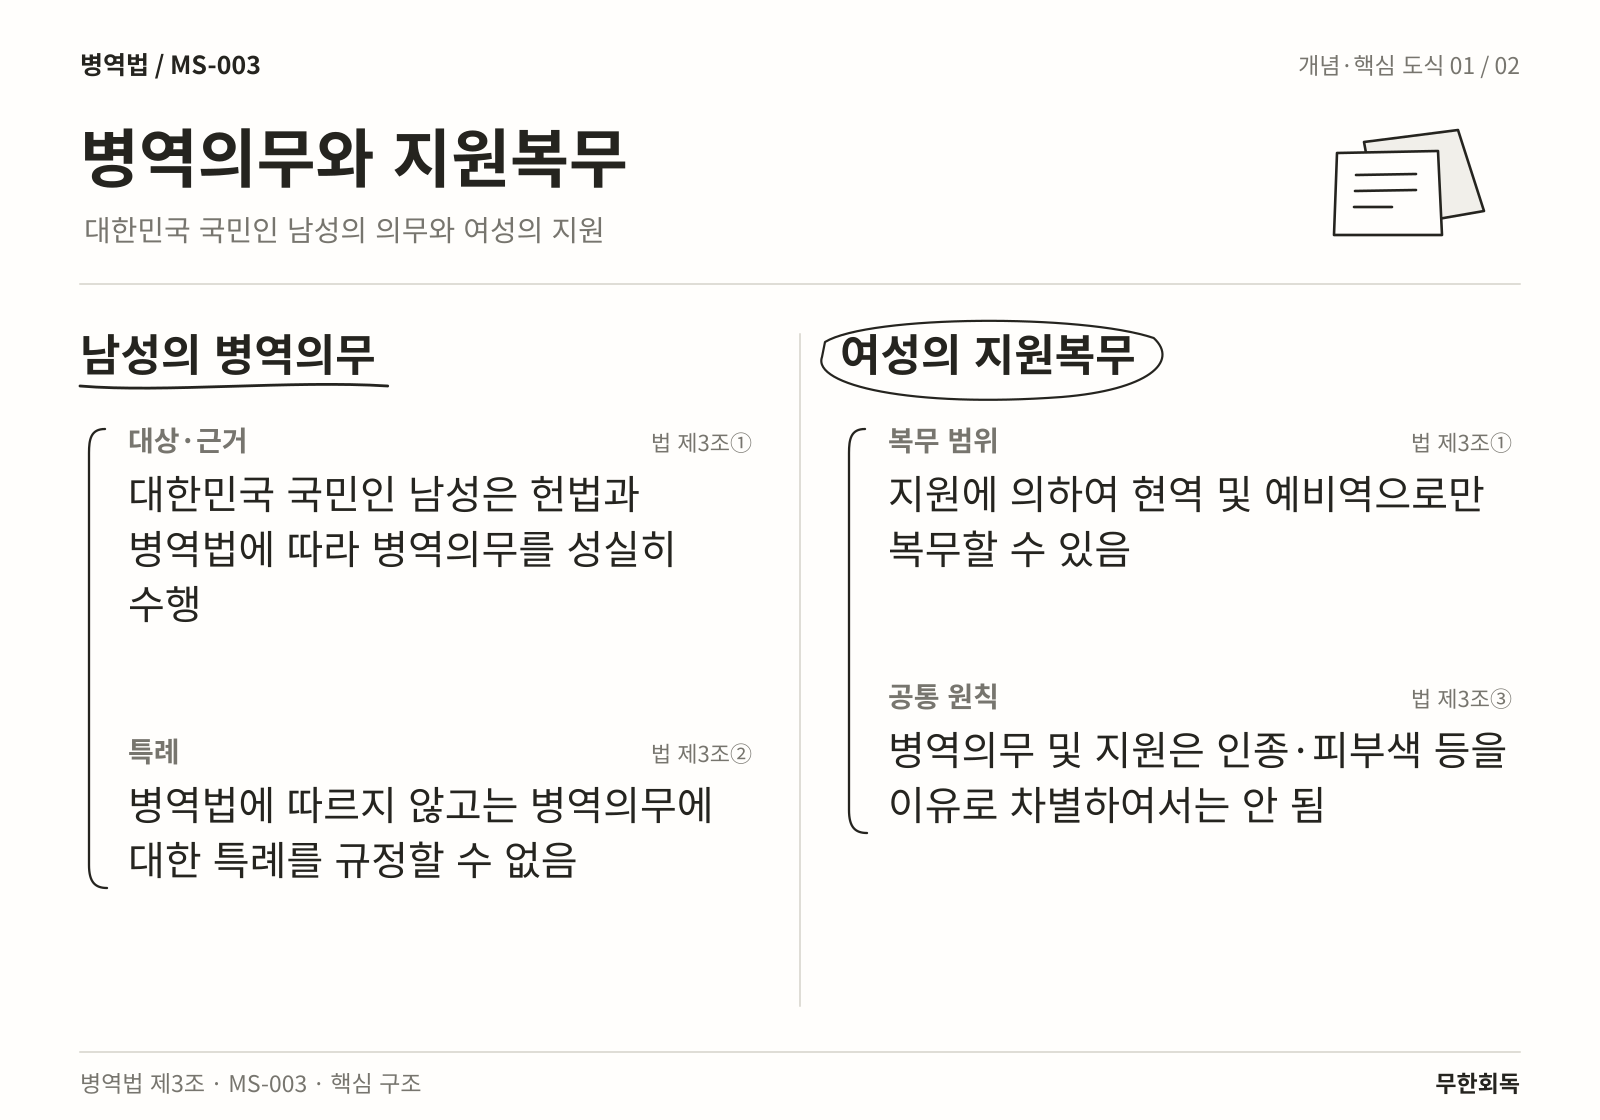 병역법 / MS-003
개념·핵심 도식 01 / 02
병역의무와 지원복무
대한민국 국민인 남성의 의무와 여성의 지원
남성의 병역의무
대상·근거
법 제3조①
대한민국 국민인 남성은 헌법과
병역법에 따라 병역의무를 성실히
수행
특례
법 제3조②
병역법에 따르지 않고는 병역의무에
대한 특례를 규정할 수 없음
여성의 지원복무
복무 범위
법 제3조①
지원에 의하여 현역 및 예비역으로만
복무할 수 있음
공통 원칙
법 제3조③
병역의무 및 지원은 인종·피부색 등을
이유로 차별하여서는 안 됨
병역법 제3조 · MS-003 · 핵심 구조
무한회독